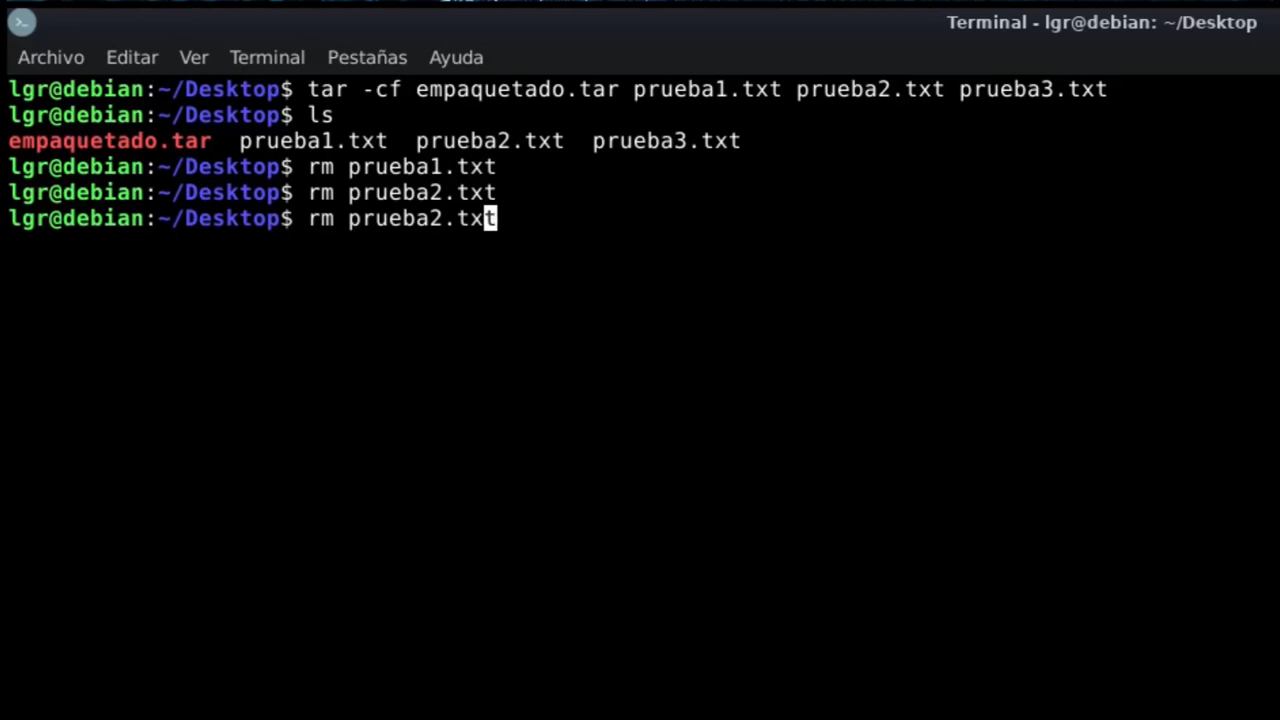 Terminal - lgr@debian: ~/Desktop
Archivo Editar Ver Terminal Pestañas Ayuda
lgr@debian:~/Desktop$ tar -cf empaquetado.tar prueba1.txt prueba2.txt prueba3.txt
lgr@debian:~/Desktop$ ls
empaquetado.tar prueba1.txt prueba2.txt prueba3.txt
lgr@debian:~/Desktop$ rm prueba1.txt
lgr@debian:~/Desktop$ rm prueba2.txt
lgr@debian:~/Desktop$ rm prueba2.txt